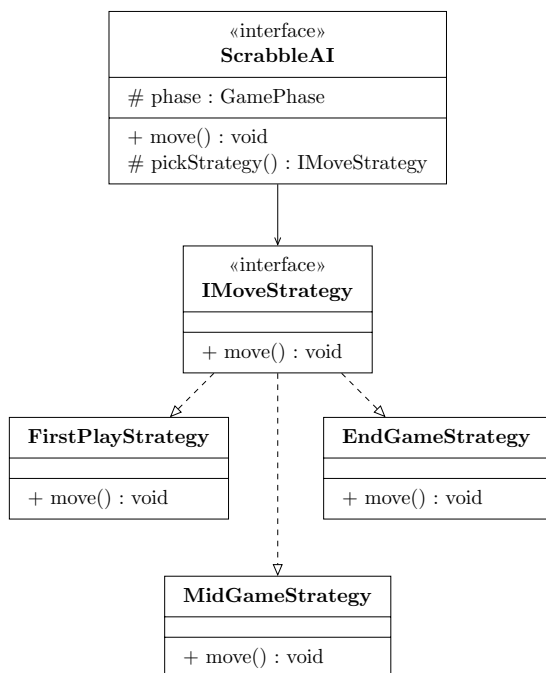 «interface»
ScrabbleAI
# phase : GamePhase
+ move() : void
# pickStrategy() : IMoveStrategy
«interface»
IMoveStrategy
+ move() : void
FirstPlayStrategy
+ move() : void
EndGameStrategy
+ move() : void
MidGameStrategy
+ move() : void